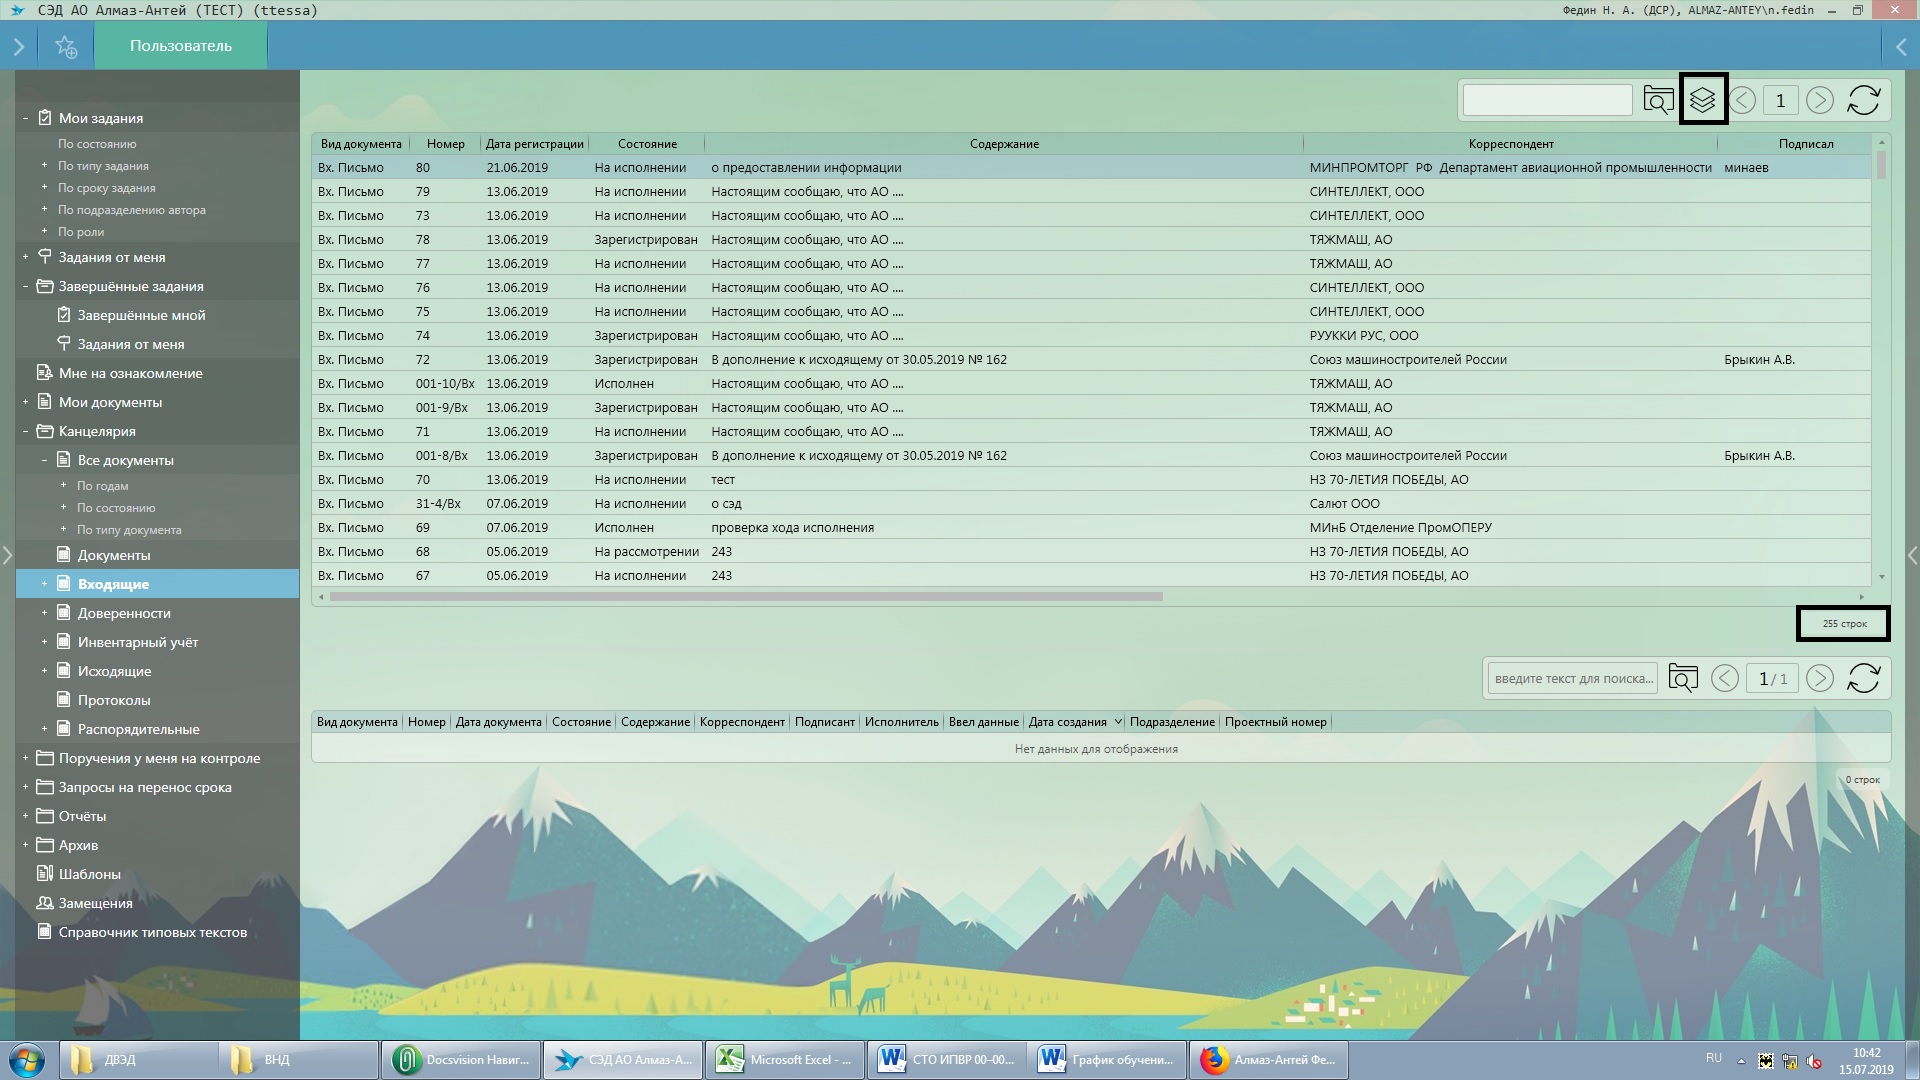 СЭД АО Алмаз-Антей (ТЕСТ) (ttessa)
Федин Н. А. (ДСР), ALMAZ-ANTEY\n.fedin
Пользователь
Мои задания
По состоянию
По типу задания
По сроку задания
По подразделению автора
По роли
Задания от меня
Завершённые задания
Завершённые мной
Задания от меня
Мне на ознакомление
Мои документы
Канцелярия
Все документы
По годам
По состоянию
По типу документа
Документы
Входящие
Доверенности
Инвентарный учёт
Исходящие
Протоколы
Распорядительные
Поручения у меня на контроле
Запросы на перенос срока
Отчёты
Архив
Шаблоны
Замещения
Справочник типовых текстов
1
Вид документа Номер Дата регистрации Состояние Содержание Корреспондент Подписал
Вх. Письмо 80 21.06.2019 На исполнении о предоставлении информации МИНПРОМТОРГ РФ Департамент авиационной промышленности минаев
Вх. Письмо 79 13.06.2019 На исполнении Настоящим сообщаю, что АО .... СИНТЕЛЛЕКТ, ООО
Вх. Письмо 73 13.06.2019 На исполнении Настоящим сообщаю, что АО .... СИНТЕЛЛЕКТ, ООО
Вх. Письмо 78 13.06.2019 Зарегистрирован Настоящим сообщаю, что АО .... ТЯЖМАШ, АО
Вх. Письмо 77 13.06.2019 На исполнении Настоящим сообщаю, что АО .... ТЯЖМАШ, АО
Вх. Письмо 76 13.06.2019 На исполнении Настоящим сообщаю, что АО .... СИНТЕЛЛЕКТ, ООО
Вх. Письмо 75 13.06.2019 На исполнении Настоящим сообщаю, что АО .... СИНТЕЛЛЕКТ, ООО
Вх. Письмо 74 13.06.2019 Зарегистрирован Настоящим сообщаю, что АО .... РУУККИ РУС, ООО
Вх. Письмо 72 13.06.2019 Зарегистрирован В дополнение к исходящему от 30.05.2019 № 162 Союз машиностроителей России Брыкин А.В.
Вх. Письмо 001-10/Вх 13.06.2019 Исполнен Настоящим сообщаю, что АО .... ТЯЖМАШ, АО
Вх. Письмо 001-9/Вх 13.06.2019 Зарегистрирован Настоящим сообщаю, что АО .... ТЯЖМАШ, АО
Вх. Письмо 71 13.06.2019 На исполнении Настоящим сообщаю, что АО .... ТЯЖМАШ, АО
Вх. Письмо 001-8/Вх 13.06.2019 Зарегистрирован В дополнение к исходящему от 30.05.2019 № 162 Союз машиностроителей России Брыкин А.В.
Вх. Письмо 70 13.06.2019 На исполнении тест НЗ 70-ЛЕТИЯ ПОБЕДЫ, АО
Вх. Письмо 31-4/Вх 07.06.2019 На исполнении о сэд Салют ООО
Вх. Письмо 69 07.06.2019 Исполнен проверка хода исполнения МИнБ Отделение ПромОПЕРУ
Вх. Письмо 68 05.06.2019 На рассмотрении 243 НЗ 70-ЛЕТИЯ ПОБЕДЫ, АО
Вх. Письмо 67 05.06.2019 На исполнении 243 НЗ 70-ЛЕТИЯ ПОБЕДЫ, АО
255 строк
введите текст для поиска... 1 / 1
Вид документа Номер Дата документа Состояние Содержание Корреспондент Подписант Исполнитель Ввел данные Дата создания Подразделение Проектный номер
Нет данных для отображения
0 строк
ДВЭД ВНД Docsvision Навиг... СЭД АО Алмаз-А... Microsoft Excel - ... СТО ИПВР 00–00... График обучени... Алмаз-Антей Фе... RU 10:42
15.07.2019